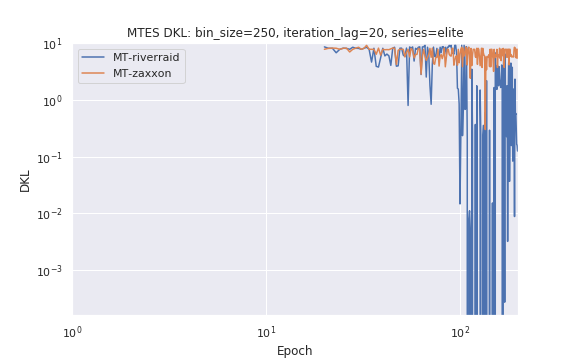 MTES DKL: bin_size=250, iteration_lag=20, series=elite
MT-riverraid
MT-zaxxon
DKL
10¹
10⁰
10⁻¹
10⁻²
10⁻³
10⁰
10¹
10²
Epoch